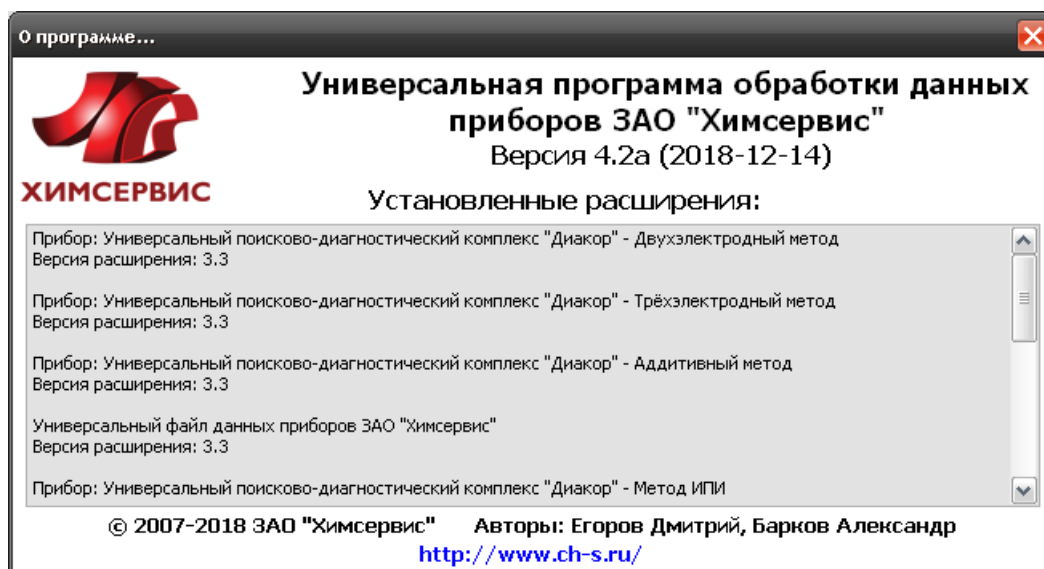 О программе...
Универсальная программа обработки данных
приборов ЗАО "Химсервис"
Версия 4.2a (2018-12-14)
ХИМСЕРВИС
Установленные расширения:
Прибор: Универсальный поисково-диагностический комплекс "Диакор" - Двухэлектродный метод
Версия расширения: 3.3
Прибор: Универсальный поисково-диагностический комплекс "Диакор" - Трёхэлектродный метод
Версия расширения: 3.3
Прибор: Универсальный поисково-диагностический комплекс "Диакор" - Аддитивный метод
Версия расширения: 3.3
Универсальный файл данных приборов ЗАО "Химсервис"
Версия расширения: 3.3
Прибор: Универсальный поисково-диагностический комплекс "Диакор" - Метод ИПИ
© 2007-2018 ЗАО "Химсервис" Авторы: Егоров Дмитрий, Барков Александр
http://www.ch-s.ru/